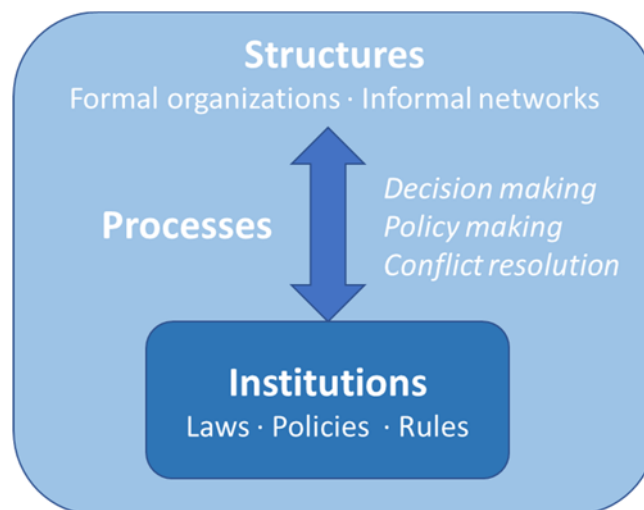 Structures
Formal organizations · Informal networks
Processes
Decision making
Policy making
Conflict resolution
Institutions
Laws · Policies · Rules